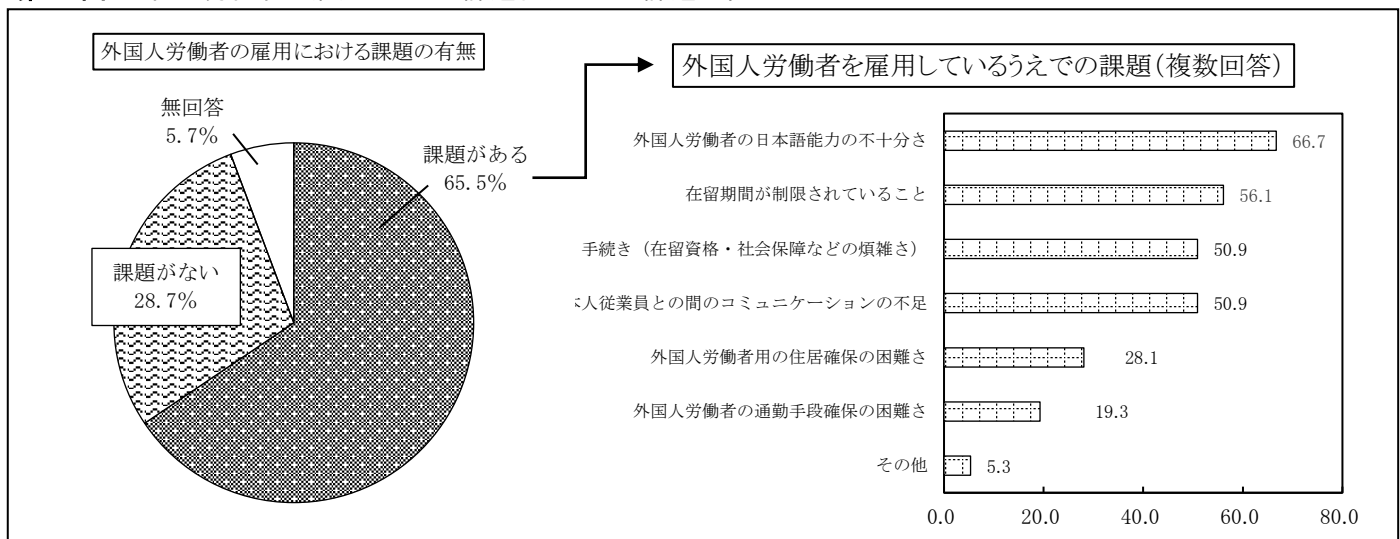 外国人労働者の雇用における課題の有無
外国人労働者を雇用しているうえでの課題(複数回答)
無回答
5.7%
課題がある
65.5%
課題がない
28.7%
外国人労働者の日本語能力の不十分さ
66.7
在留期間が制限されていること
56.1
手続き（在留資格・社会保障などの煩雑さ）
50.9
人従業員との間のコミュニケーションの不足
50.9
外国人労働者用の住居確保の困難さ
28.1
外国人労働者の通勤手段確保の困難さ
19.3
その他
5.3
0.0 20.0 40.0 60.0 80.0